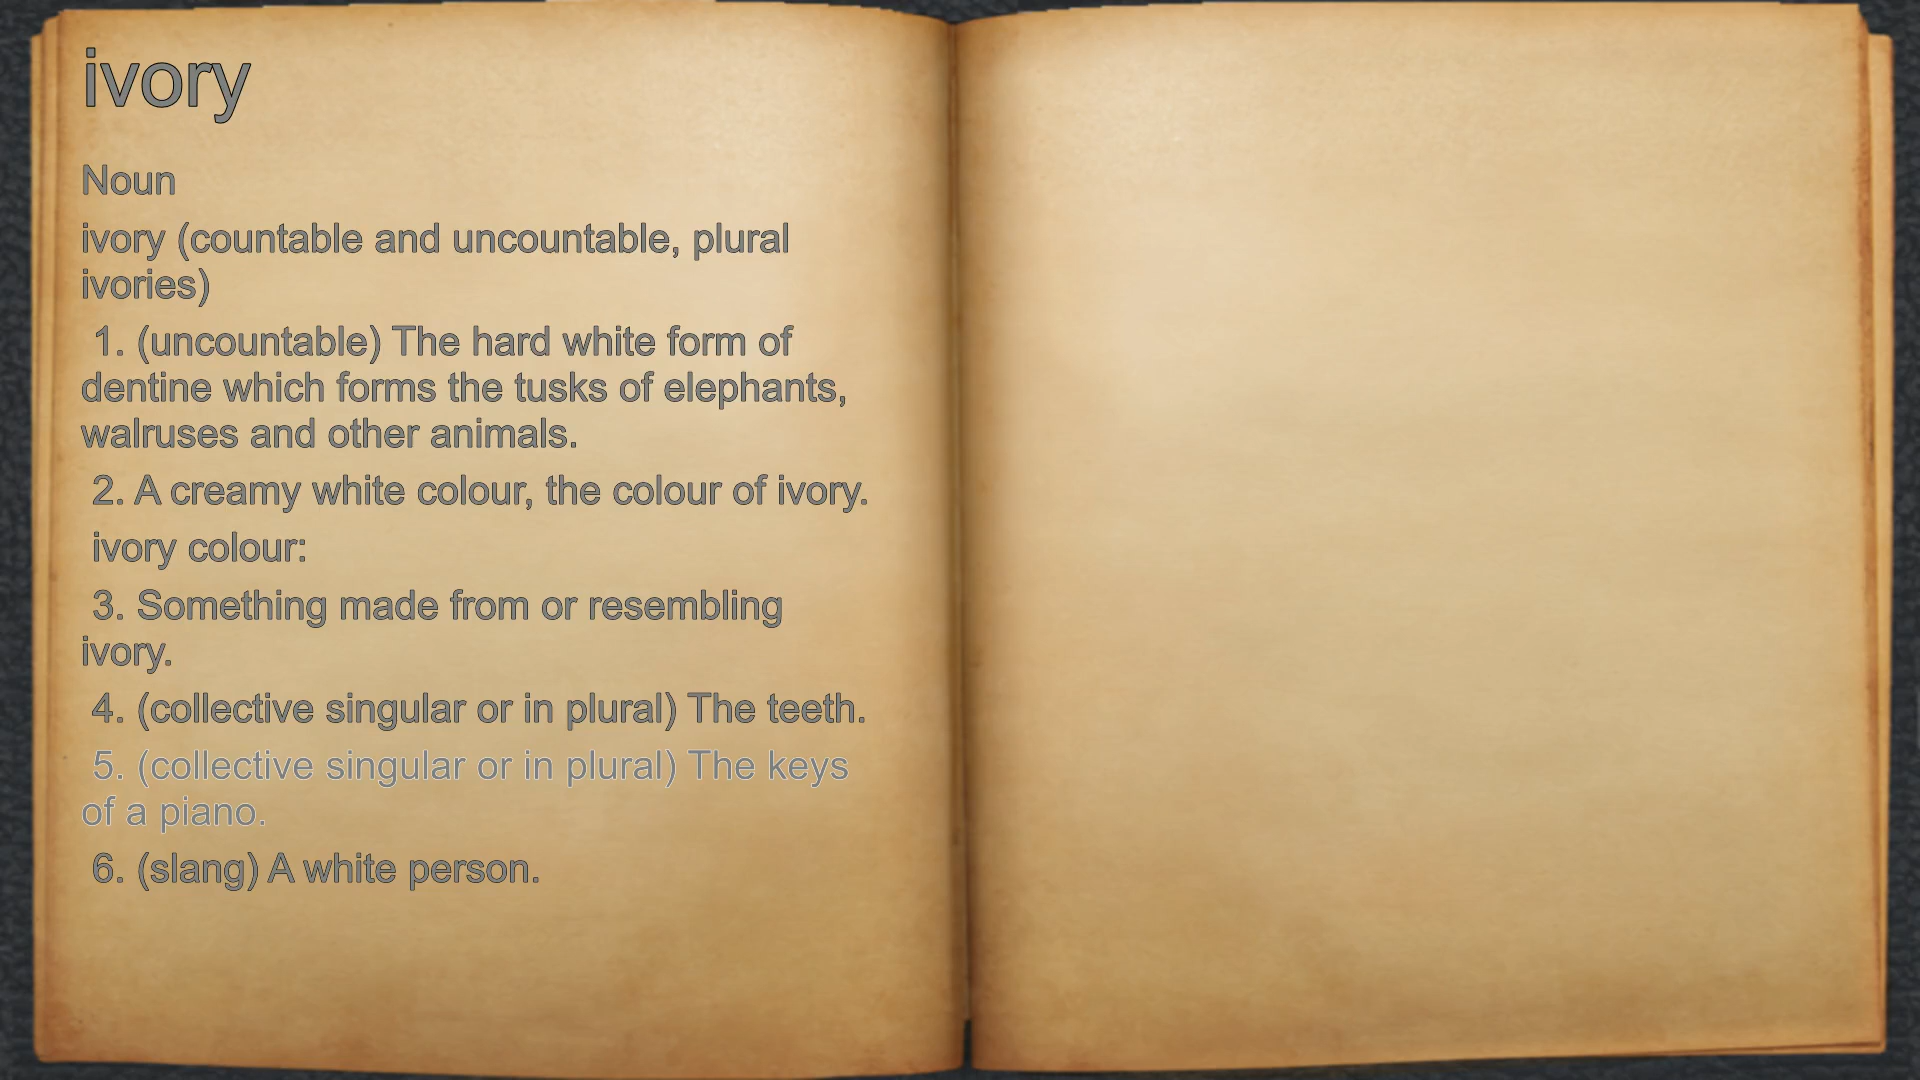 ivory
Noun
ivory (countable and uncountable, plural
ivories)
1. (uncountable) The hard white form of
dentine which forms the tusks of elephants,
walruses and other animals.
2. A creamy white colour, the colour of ivory.
ivory colour:
3. Something made from or resembling
ivory.
4. (collective singular or in plural) The teeth.
5. (collective singular or in plural) The keys
of a piano.
6. (slang) A white person.